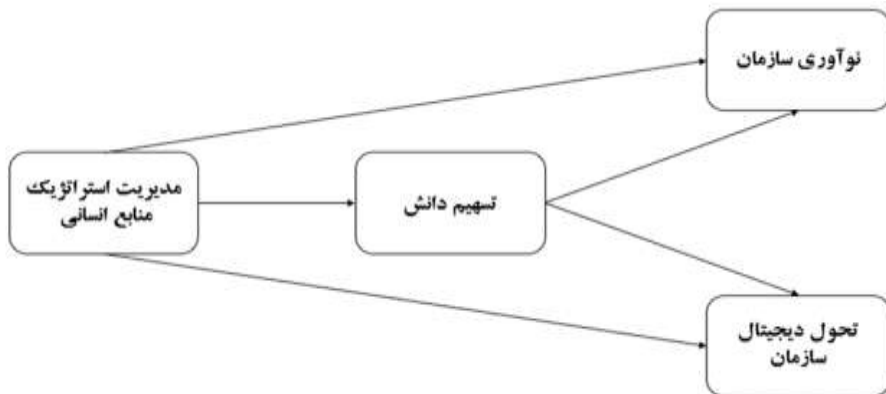 نوآوری سازمان
مدیریت استراتژیک
منابع انسانی
تسهیم دانش
تحول دیجیتال
سازمان